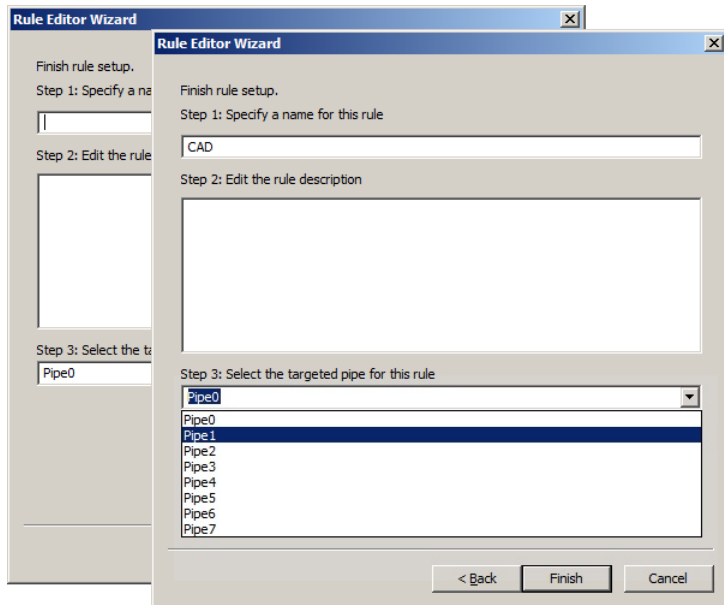 Rule Editor Wizard
Finish rule setup.
Step 1: Specify a na
Step 2: Edit the rule
Step 3: Select the ta
Pipe0
Rule Editor Wizard
Finish rule setup.
Step 1: Specify a name for this rule
CAD
Step 2: Edit the rule description
Step 3: Select the targeted pipe for this rule
Pipe0
Pipe0
Pipe1
Pipe2
Pipe3
Pipe4
Pipe5
Pipe6
Pipe7
< Back Finish Cancel